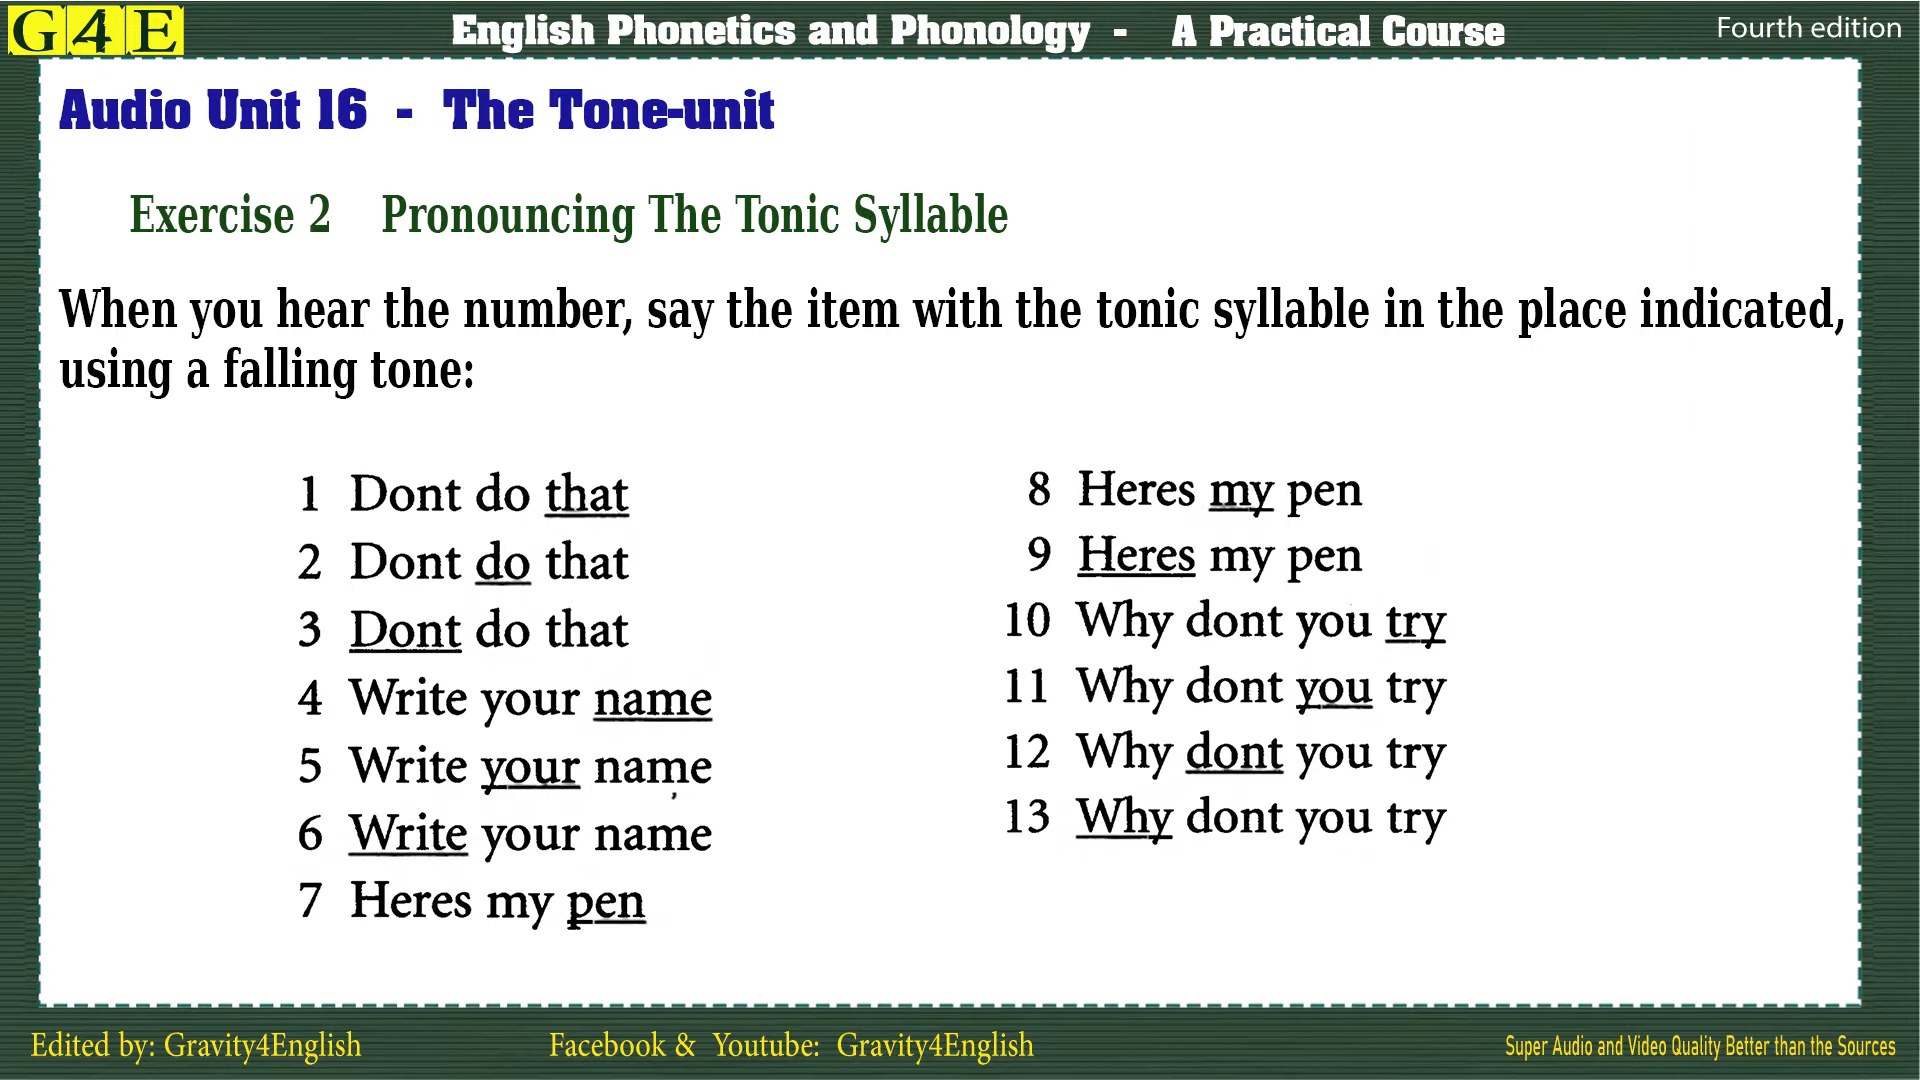 G4E
English Phonetics and Phonology - A Practical Course
Fourth edition
Audio Unit 16 - The Tone-unit
Exercise 2 Pronouncing The Tonic Syllable
When you hear the number, say the item with the tonic syllable in the place indicated,
using a falling tone:
1 Dont do that
2 Dont do that
3 Dont do that
4 Write your name
5 Write your name
6 Write your name
7 Heres my pen
8 Heres my pen
9 Heres my pen
10 Why dont you try
11 Why dont you try
12 Why dont you try
13 Why dont you try
Edited by: Gravity4English
Facebook & Youtube: Gravity4English
Super Audio and Video Quality Better than the Sources